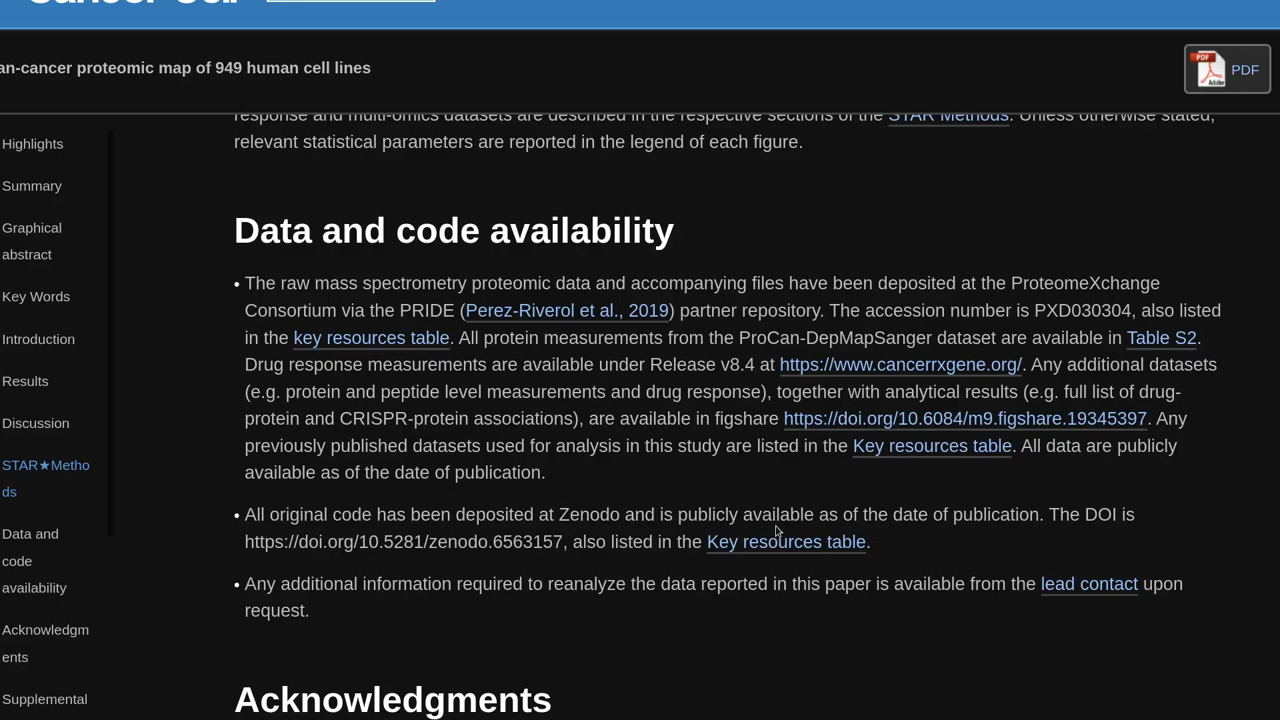 Cancer Cell
an-cancer proteomic map of 949 human cell lines
PDF
PDF
Adobe
Highlights
Summary
Graphical
abstract
Key Words
Introduction
Results
Discussion
STAR★Metho
ds
Data and
code
availability
Acknowledgm
ents
Supplemental
response and multi-omics datasets are described in the respective sections of the STAR Methods. Unless otherwise stated,
relevant statistical parameters are reported in the legend of each figure.
Data and code availability
• The raw mass spectrometry proteomic data and accompanying files have been deposited at the ProteomeXchange
Consortium via the PRIDE (Perez-Riverol et al., 2019) partner repository. The accession number is PXD030304, also listed
in the key resources table. All protein measurements from the ProCan-DepMapSanger dataset are available in Table S2.
Drug response measurements are available under Release v8.4 at https://www.cancerrxgene.org/. Any additional datasets
(e.g. protein and peptide level measurements and drug response), together with analytical results (e.g. full list of drug-
protein and CRISPR-protein associations), are available in figshare https://doi.org/10.6084/m9.figshare.19345397. Any
previously published datasets used for analysis in this study are listed in the Key resources table. All data are publicly
available as of the date of publication.
• All original code has been deposited at Zenodo and is publicly available as of the date of publication. The DOI is
https://doi.org/10.5281/zenodo.6563157, also listed in the Key resources table.
• Any additional information required to reanalyze the data reported in this paper is available from the lead contact upon
request.
Acknowledgments